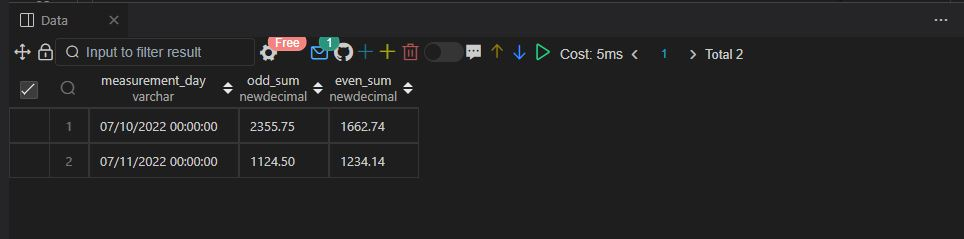 Data
Input to filter result Free 1 Cost: 5ms 1 Total 2
measurement_day odd_sum even_sum
varchar newdecimal newdecimal
1 07/10/2022 00:00:00 2355.75 1662.74
2 07/11/2022 00:00:00 1124.50 1234.14